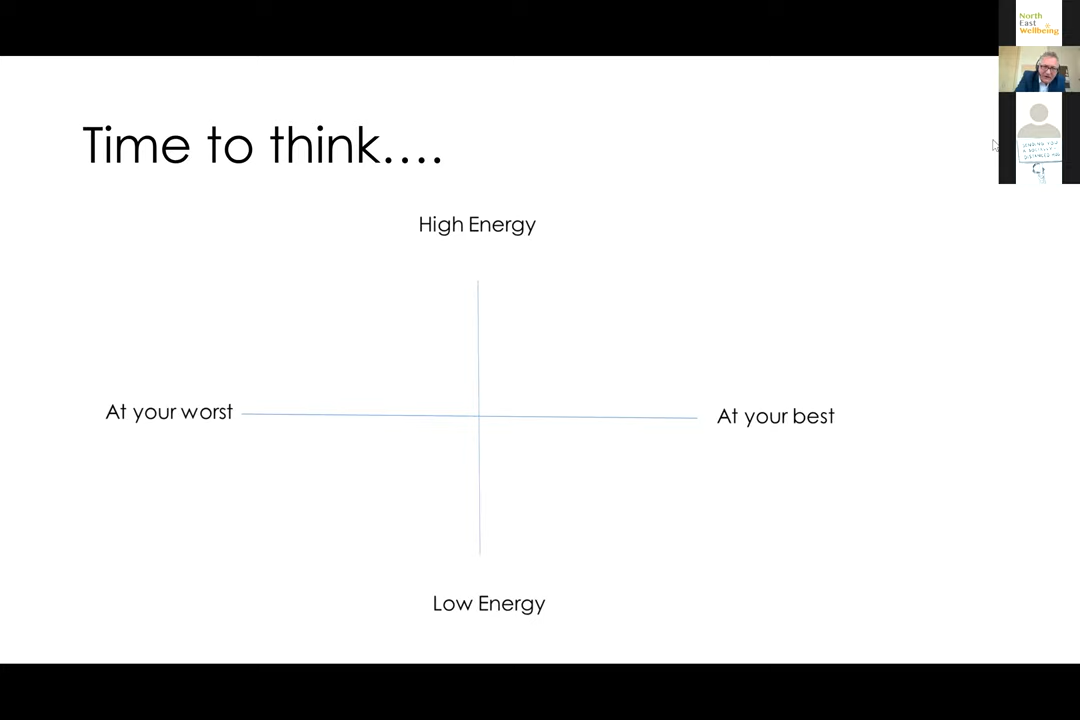 North
East
Wellbeing
Time to think....
High Energy
At your worst
At your best
Low Energy